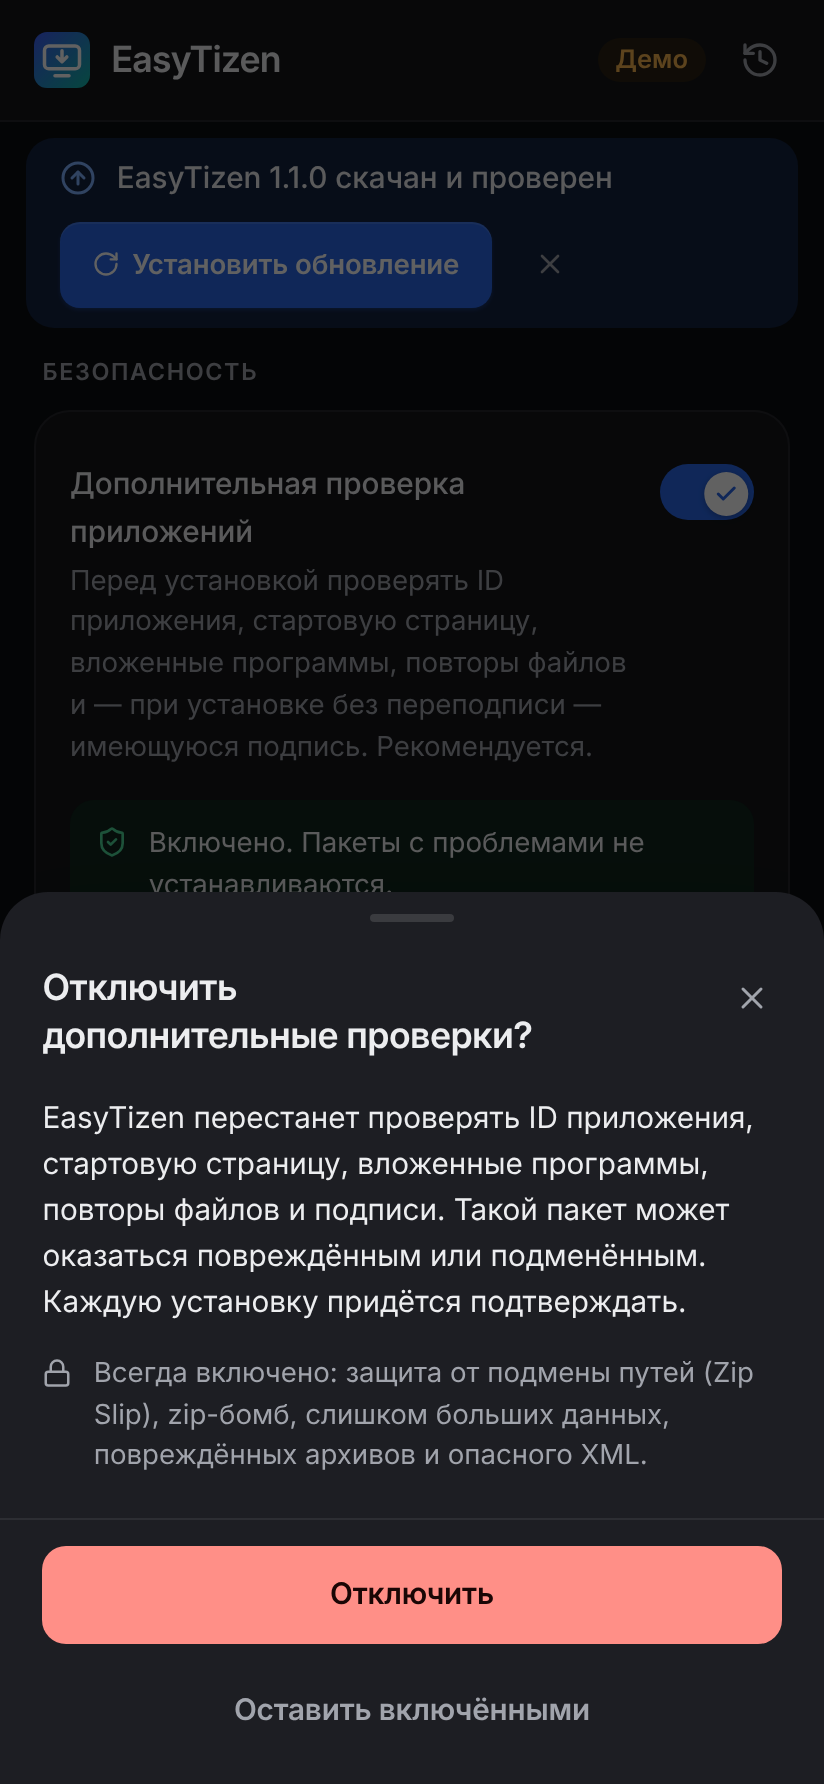 EasyTizen
Демо
EasyTizen 1.1.0 скачан и проверен
Установить обновление
БЕЗОПАСНОСТЬ
Дополнительная проверка
приложений
Перед установкой проверять ID
приложения, стартовую страницу,
вложенные программы, повторы файлов
и — при установке без переподписи —
имеющуюся подпись. Рекомендуется.
Включено. Пакеты с проблемами не
устанавливаются.
Отключить
дополнительные проверки?
EasyTizen перестанет проверять ID приложения,
стартовую страницу, вложенные программы,
повторы файлов и подписи. Такой пакет может
оказаться повреждённым или подменённым.
Каждую установку придётся подтверждать.
Всегда включено: защита от подмены путей (Zip
Slip), zip-бомб, слишком больших данных,
повреждённых архивов и опасного XML.
Отключить
Оставить включёнными